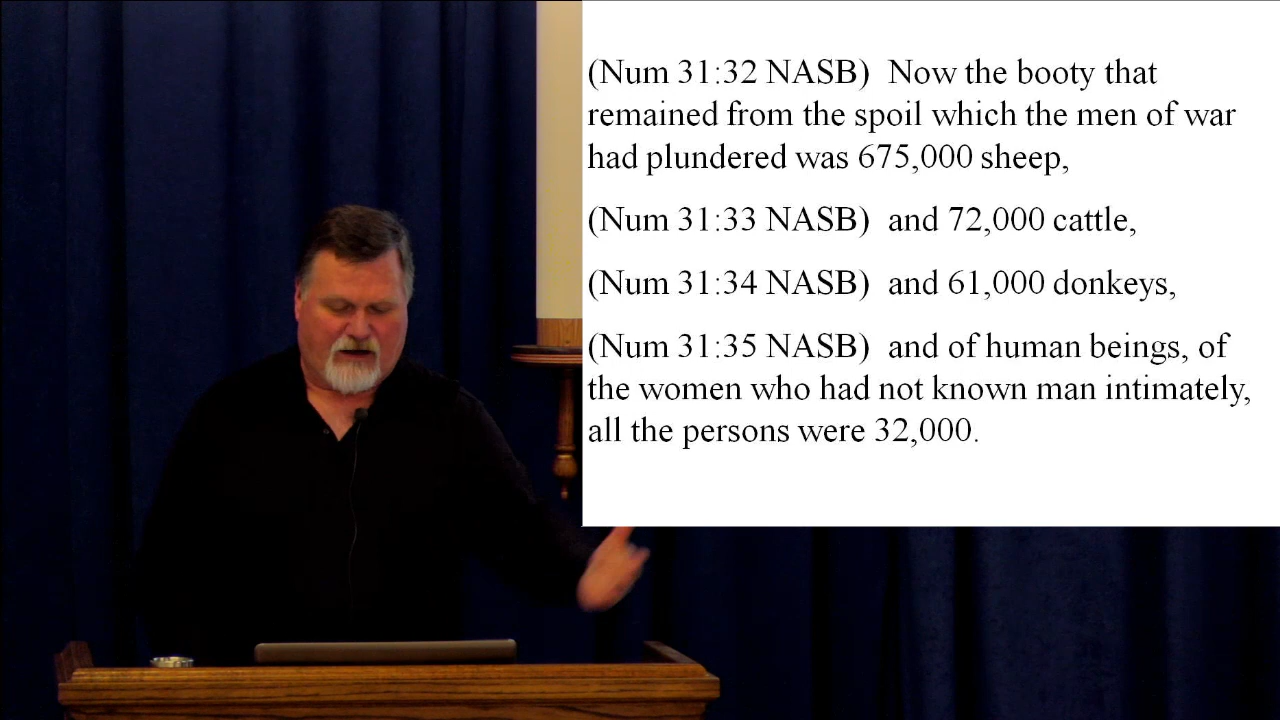 (Num 31:32 NASB)  Now the booty that
remained from the spoil which the men of war
had plundered was 675,000 sheep,
(Num 31:33 NASB)  and 72,000 cattle,
(Num 31:34 NASB)  and 61,000 donkeys,
(Num 31:35 NASB)  and of human beings, of
the women who had not known man intimately,
all the persons were 32,000.